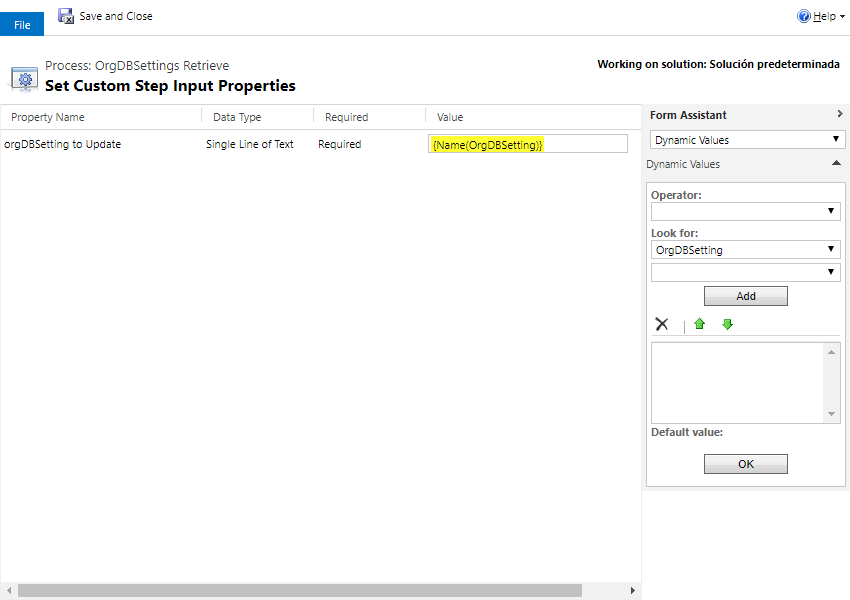 File
Save and Close
Help
Process: OrgDBSettings Retrieve
Set Custom Step Input Properties
Working on solution: Solución predeterminada
Property Name Data Type Required Value
orgDBSetting to Update Single Line of Text Required {Name(OrgDBSetting)}
Form Assistant
Dynamic Values
Dynamic Values
Operator:
Look for:
OrgDBSetting
Add
Default value:
OK